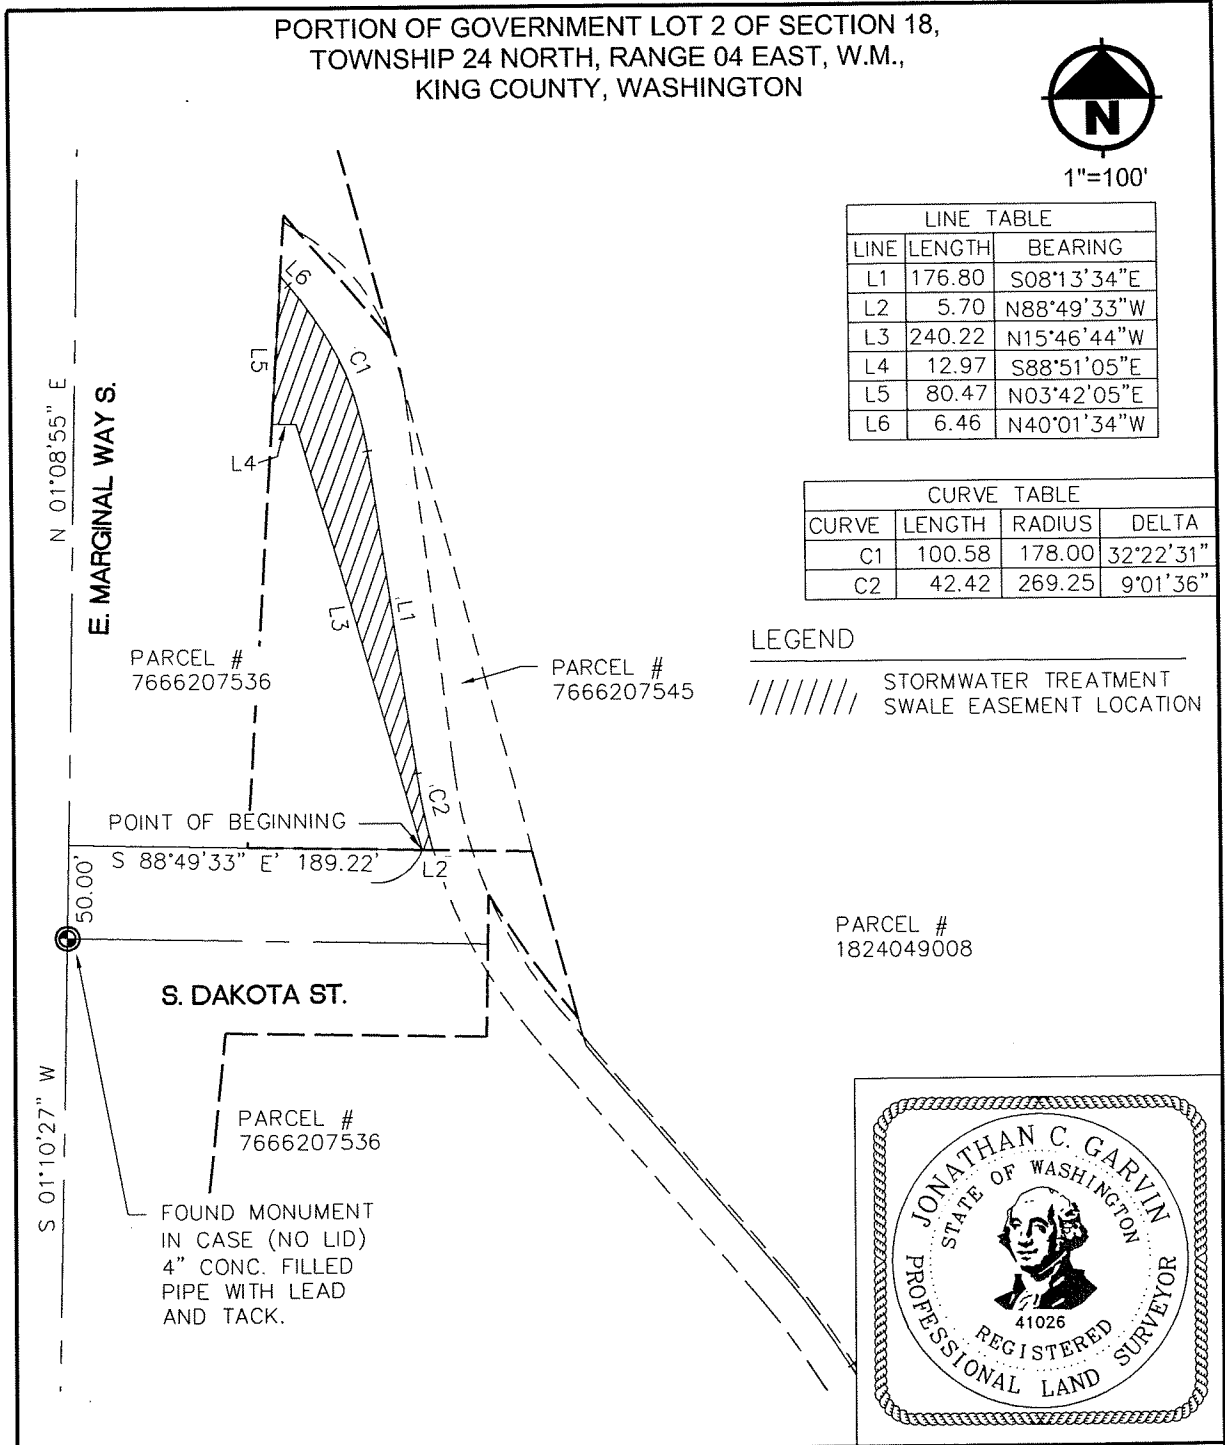 PORTION OF GOVERNMENT LOT 2 OF SECTION 18,
TOWNSHIP 24 NORTH, RANGE 04 EAST, W.M.,
KING COUNTY, WASHINGTON
N
1"=100'
LINE TABLE
LINE LENGTH BEARING
L1 176.80 S08°13'34"E
L2 5.70 N88°49'33"W
L3 240.22 N15°46'44"W
L4 12.97 S88°51'05"E
L5 80.47 N03°42'05"E
L6 6.46 N40°01'34"W
CURVE TABLE
CURVE LENGTH RADIUS DELTA
C1 100.58 178.00 32°22'31"
C2 42.42 269.25 9°01'36"
LEGEND
STORMWATER TREATMENT
SWALE EASEMENT LOCATION
L6
C1
L5
L4
L3
L1
C2
L2
N 01°08'55" E
E. MARGINAL WAY S.
PARCEL #
7666207536
PARCEL #
7666207545
POINT OF BEGINNING
S 88°49'33" E' 189.22'
50.00'
PARCEL #
1824049008
S. DAKOTA ST.
S 01°10'27" W
PARCEL #
7666207536
FOUND MONUMENT
IN CASE (NO LID)
4" CONC. FILLED
PIPE WITH LEAD
AND TACK.
JONATHAN C. GARVIN
STATE OF WASHINGTON
41026
REGISTERED
PROFESSIONAL LAND SURVEYOR